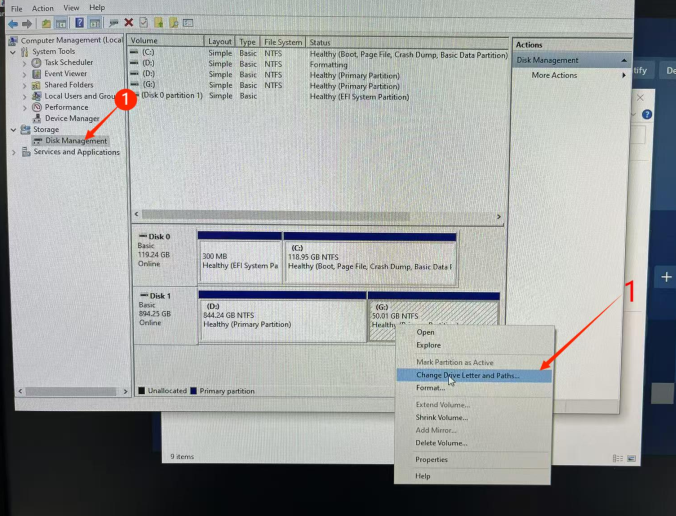 File Action View Help
Computer Management (Local
System Tools
Task Scheduler
Event Viewer
Shared Folders
Local Users and Grou
Performance
Device Manager
Storage
Disk Management
Services and Applications
1
Volume Layout Type File System Status
(C:) Simple Basic NTFS Healthy (Boot, Page File, Crash Dump, Basic Data Partition)
(D:) Simple Basic NTFS Formatting
(D:) Simple Basic NTFS Healthy (Primary Partition)
(G:) Simple Basic NTFS Healthy (Primary Partition)
(Disk 0 partition 1) Simple Basic Healthy (EFI System Partition)
Actions
Disk Management
More Actions
tify De
Disk 0
Basic
119.24 GB
Online
300 MB
Healthy (EFI System Pa
(C:)
118.95 GB NTFS
Healthy (Boot, Page File, Crash Dump, Basic Data I
Disk 1
Basic
894.25 GB
Online
(D:)
844.24 GB NTFS
Healthy (Primary Partition)
(G:)
50.01 GB NTFS
Health
1
Unallocated Primary partition
Open
Explore
Mark Partition as Active
Change Drive Letter and Paths...
Format...
Extend Volume...
Shrink Volume...
Add Mirror...
Delete Volume...
Properties
Help
9 items